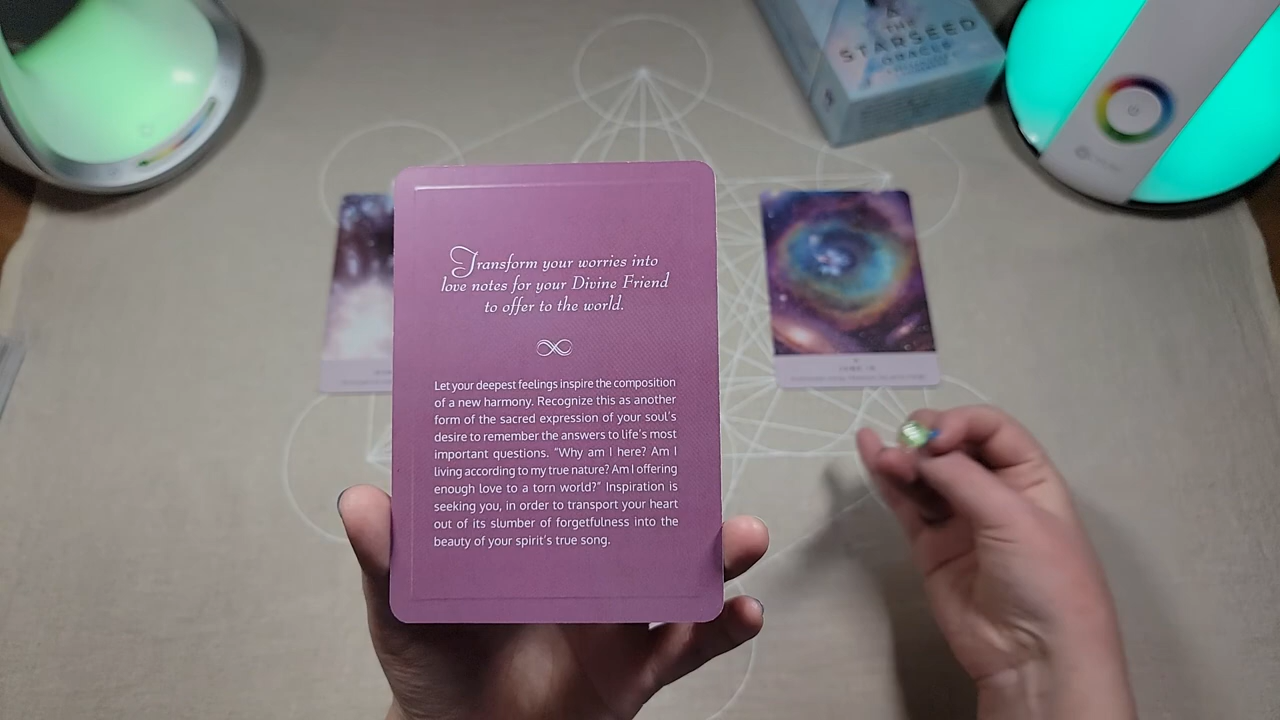 THE
STARSEED
ORACLE
Transform your worries into
love notes for your Divine Friend
to offer to the world.
Let your deepest feelings inspire the composition
of a new harmony. Recognize this as another
form of the sacred expression of your soul's
desire to remember the answers to life's most
important questions. "Why am I here? Am I
living according to my true nature? Am I offering
enough love to a torn world?" Inspiration is
seeking you, in order to transport your heart
out of its slumber of forgetfulness into the
beauty of your spirit's true song.